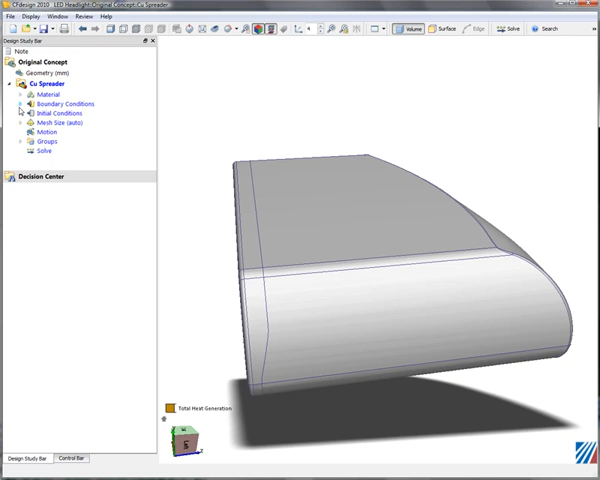 CFdesign 2010 LED Headlight::Original Concept:Cu Spreader
File Display Window Review Help
4 Volume Surface Edge Solve Search
Design Study Bar
Note
Original Concept
Geometry (mm)
Cu Spreader
Material
Boundary Conditions
Initial Conditions
Mesh Size (auto)
Motion
Groups
Solve
Decision Center
Total Heat Generation
Z
Design Study Bar Control Bar